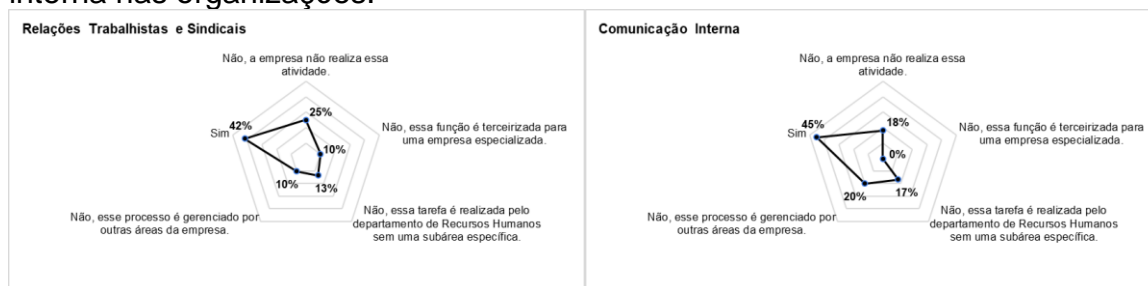 interna nas organizações.
Relações Trabalhistas e Sindicais
Não, a empresa não realiza essa
atividade.
25%
Não, essa função é terceirizada para
uma empresa especializada.
10%
Não, essa tarefa é realizada pelo
departamento de Recursos Humanos
sem uma subárea específica.
13%
Não, esse processo é gerenciado por
outras áreas da empresa.
10%
Sim
42%
Comunicação Interna
Não, a empresa não realiza essa
atividade.
18%
Não, essa função é terceirizada para
uma empresa especializada.
0%
Não, essa tarefa é realizada pelo
departamento de Recursos Humanos
sem uma subárea específica.
17%
Não, esse processo é gerenciado por
outras áreas da empresa.
20%
Sim
45%